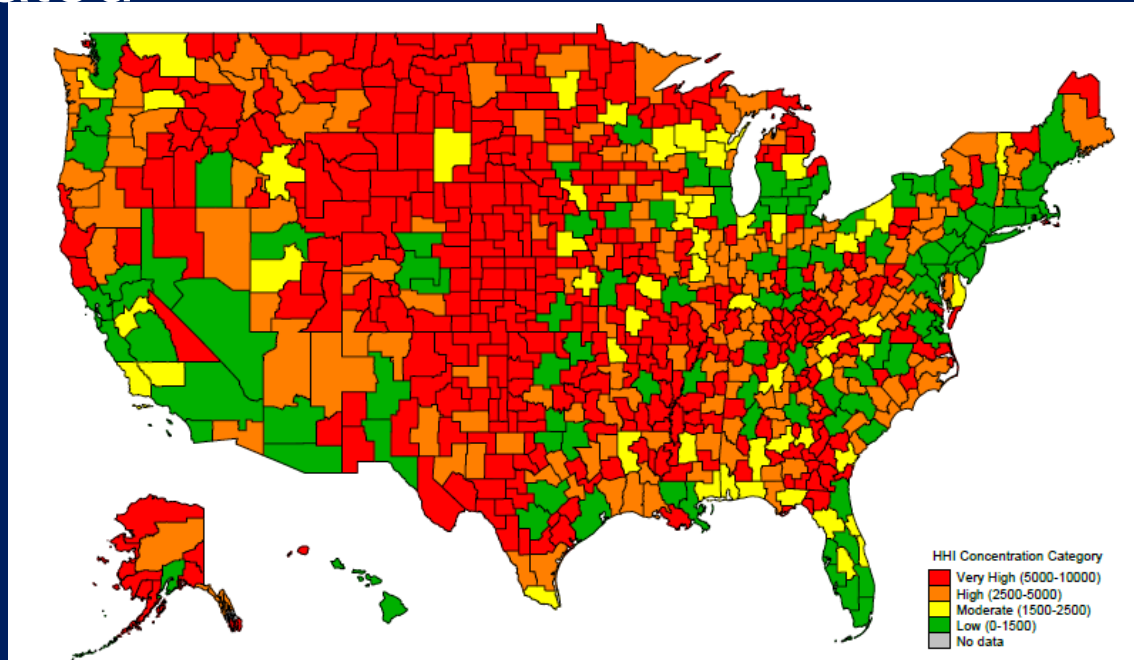 HHI Concentration Category
Very High (5000-10000)
High (2500-5000)
Moderate (1500-2500)
Low (0-1500)
No data